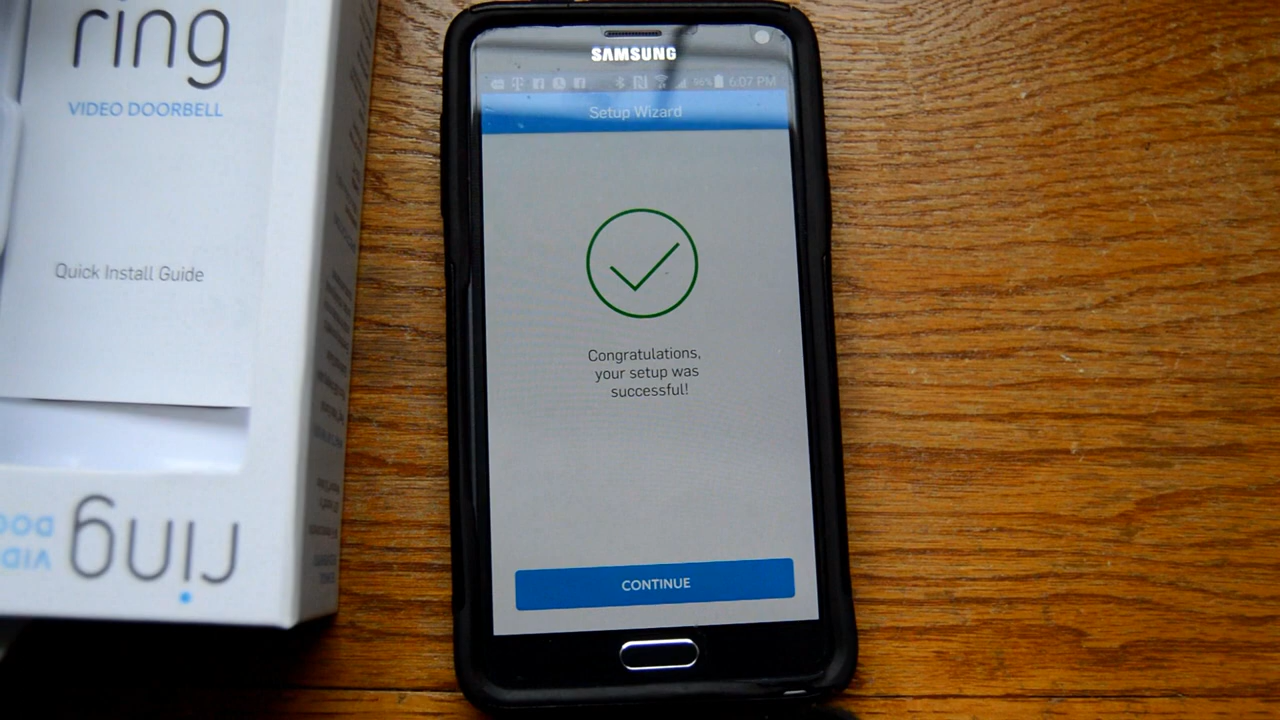 ring
VIDEO DOORBELL
Quick Install Guide
ring
SAMSUNG
96% 6:07 PM
Setup Wizard
Congratulations,
your setup was
successful!
CONTINUE